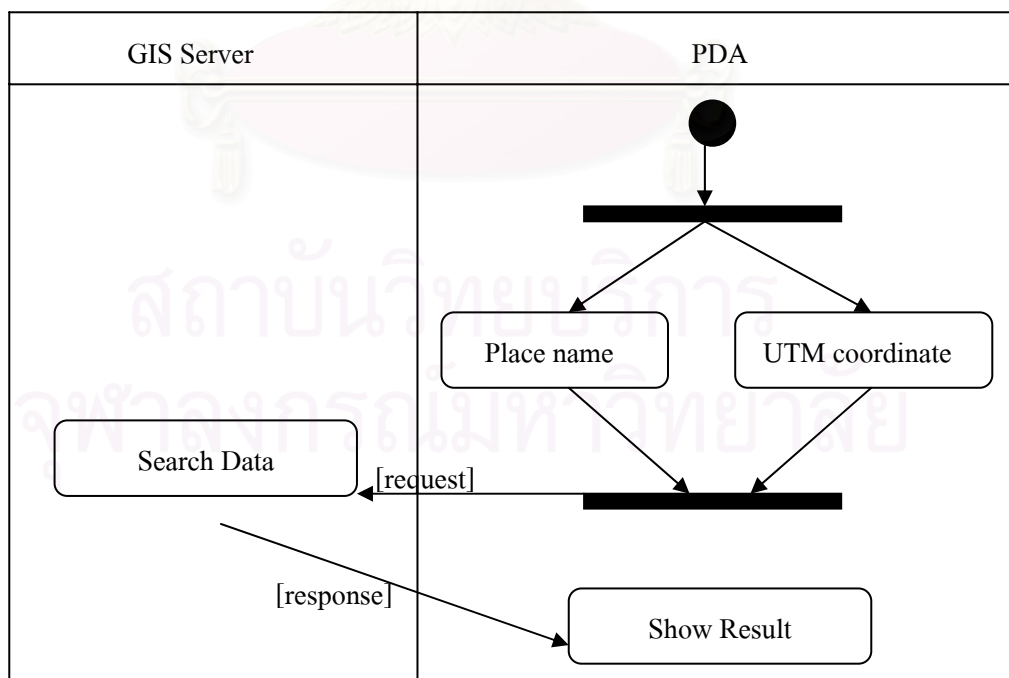 GIS Server
PDA
สถาบันวิทยบริการ
จุฬาลงกรณ์มหาวิทยาลัย
Place name
UTM coordinate
Search Data
[request]
[response]
Show Result